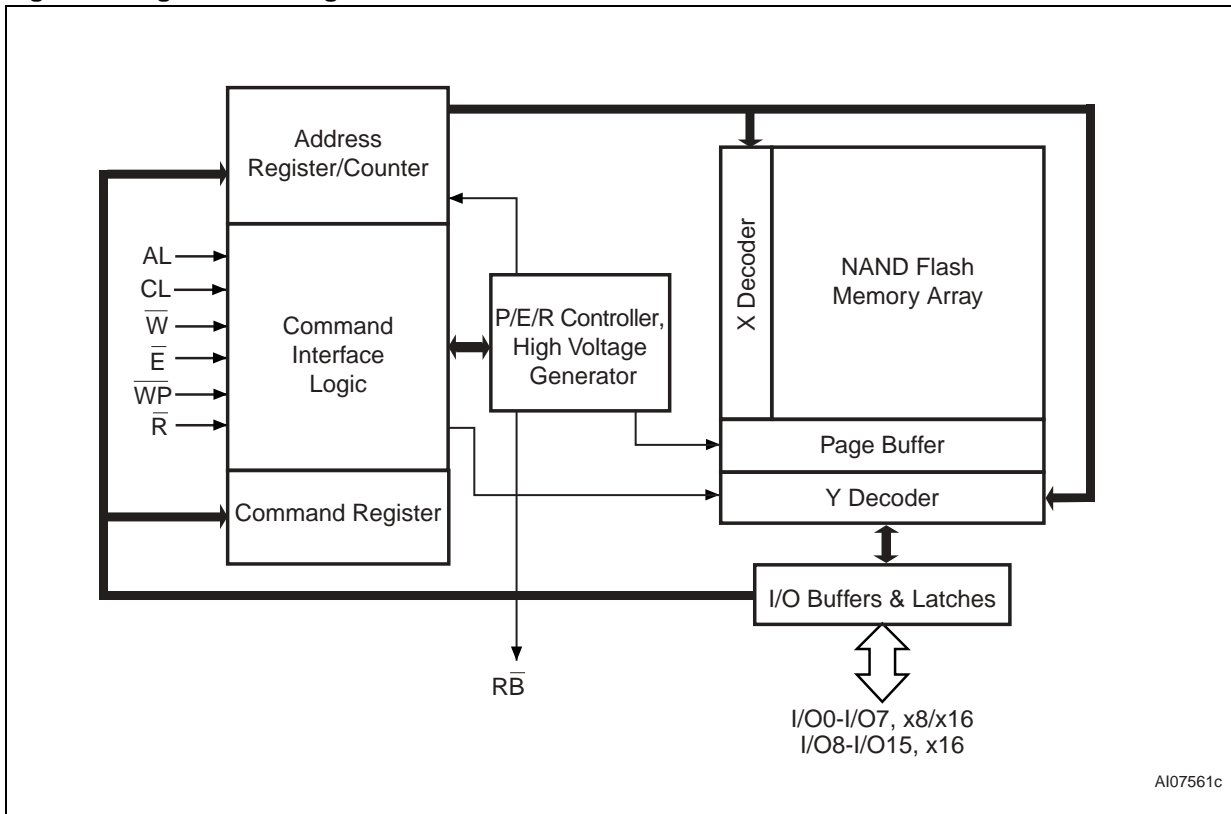 Address
Register/Counter
AL
CL
W̅
E̅
W̅P̅
R̅
Command
Interface
Logic
Command Register
P/E/R Controller,
High Voltage
Generator
RB̅
X Decoder
NAND Flash
Memory Array
Page Buffer
Y Decoder
I/O Buffers & Latches
I/O0-I/O7, x8/x16
I/O8-I/O15, x16
AI07561c